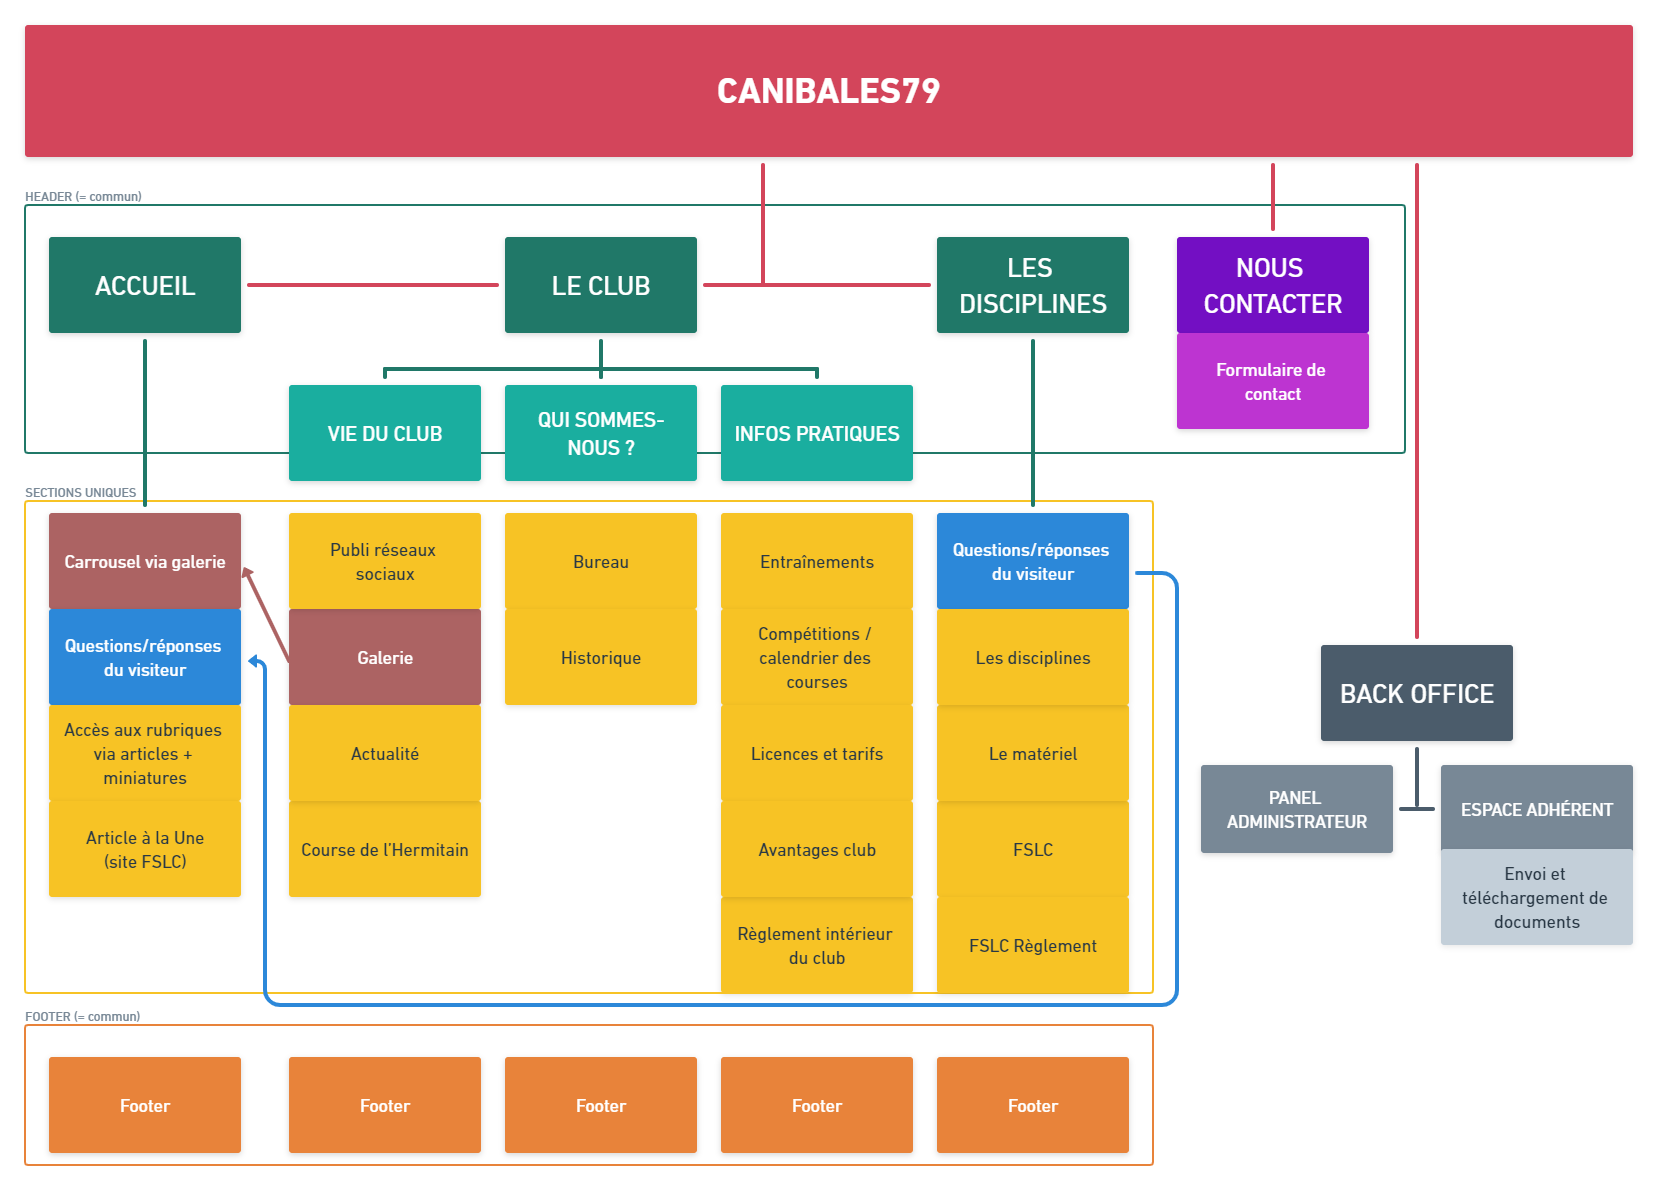 CANIBALES79
HEADER (= commun)
ACCUEIL
LE CLUB
LES
DISCIPLINES
NOUS
CONTACTER
Formulaire de
contact
VIE DU CLUB
QUI SOMMES-
NOUS ?
INFOS PRATIQUES
SECTIONS UNIQUES
Carrousel via galerie
Questions/réponses
du visiteur
Accès aux rubriques
via articles +
miniatures
Article à la Une
(site FSLC)
Publi réseaux
sociaux
Galerie
Actualité
Course de l'Hermitain
Bureau
Historique
Entraînements
Compétitions /
calendrier des
courses
Licences et tarifs
Avantages club
Règlement intérieur
du club
Questions/réponses
du visiteur
Les disciplines
Le matériel
FSLC
FSLC Règlement
BACK OFFICE
PANEL
ADMINISTRATEUR
ESPACE ADHÉRENT
Envoi et
téléchargement de
documents
FOOTER (= commun)
Footer
Footer
Footer
Footer
Footer